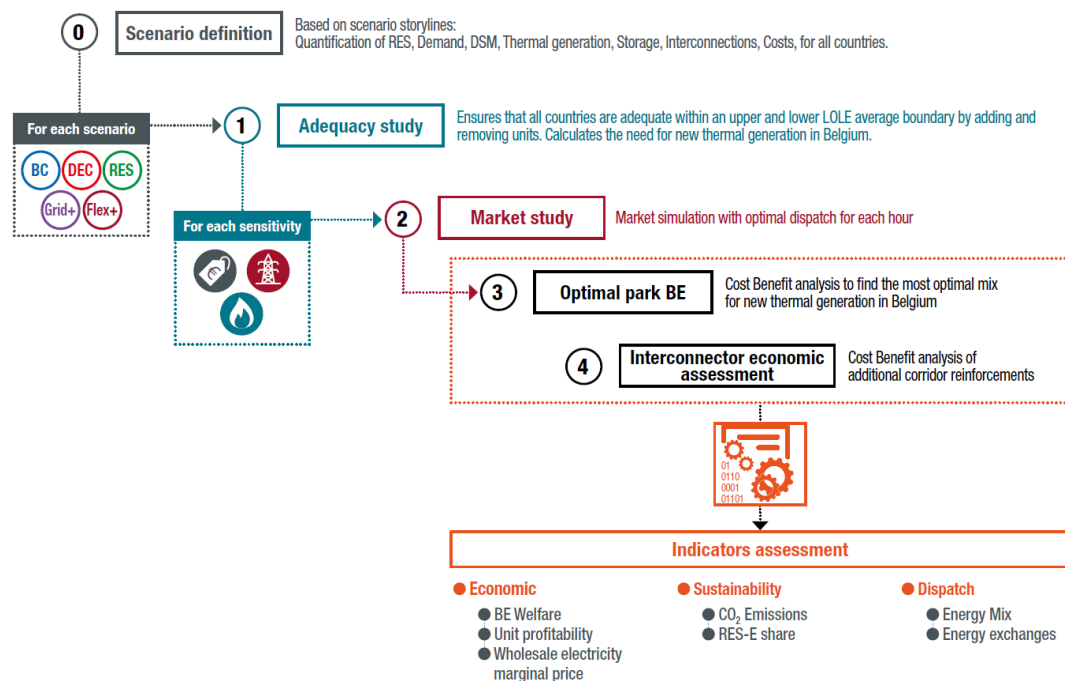 0
Scenario definition
Based on scenario storylines:
Quantification of RES, Demand, DSM, Thermal generation, Storage, Interconnections, Costs, for all countries.
For each scenario
BC
DEC
RES
Grid+
Flex+
1
Adequacy study
Ensures that all countries are adequate within an upper and lower LOLE average boundary by adding and
removing units. Calculates the need for new thermal generation in Belgium.
For each sensitivity
€
2
Market study
Market simulation with optimal dispatch for each hour
3
Optimal park BE
Cost Benefit analysis to find the most optimal mix
for new thermal generation in Belgium
4
Interconnector economic
assessment
Cost Benefit analysis of
additional corridor reinforcements
01
0110
0001
01101
Indicators assessment
Economic
BE Welfare
Unit profitability
Wholesale electricity
marginal price
Sustainability
CO₂ Emissions
RES-E share
Dispatch
Energy Mix
Energy exchanges